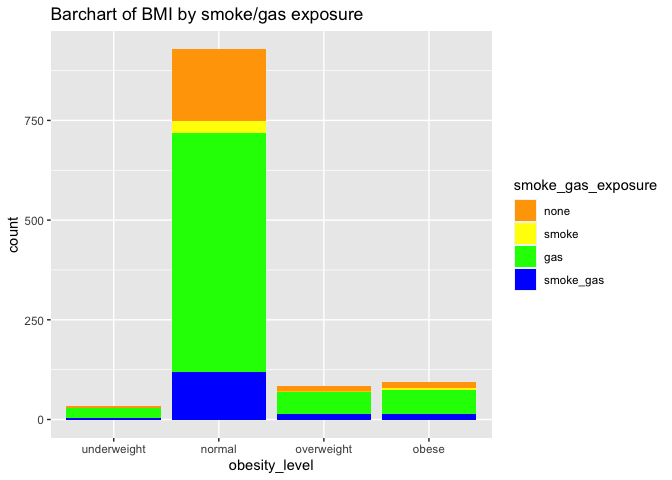 Barchart of BMI by smoke/gas exposure
count
750
500
250
0
underweight normal overweight obese
obesity_level
smoke_gas_exposure
none
smoke
gas
smoke_gas